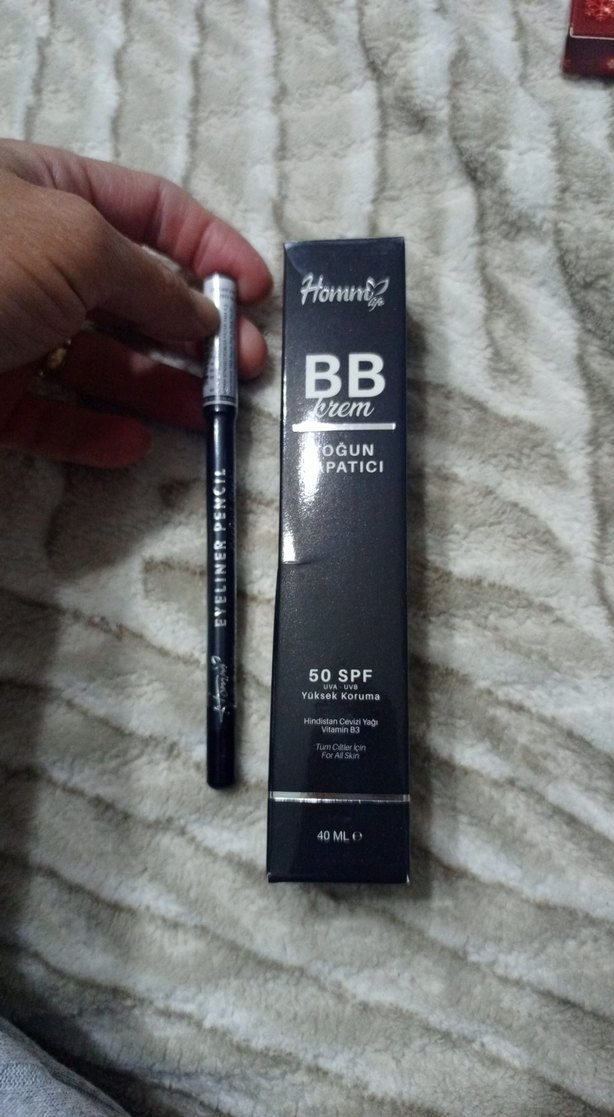 EYELINER PENCIL
Homm
life
BB
krem
50 SPF
UVA - UVB
Yüksek Koruma
Hindistan Cevizi Yağı
Vitamin B3
Tüm Ciltler İçin
For All Skin
40 ML ℮